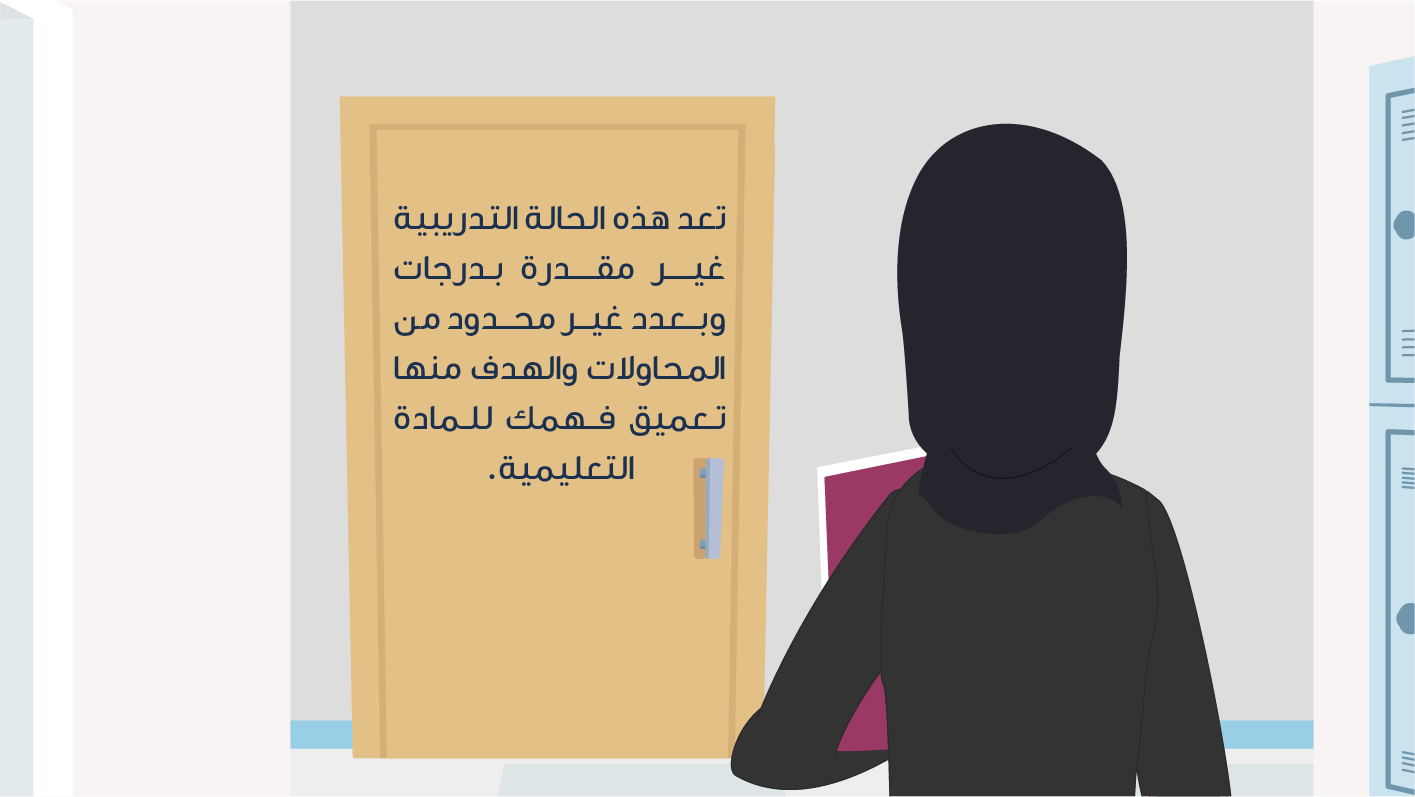 تعد هذه الحالة التدريبية
غير مقدرة بدرجات
وبعدد غير محدود من
المحاولات والهدف منها
تعميق فهمك للمادة
التعليمية.